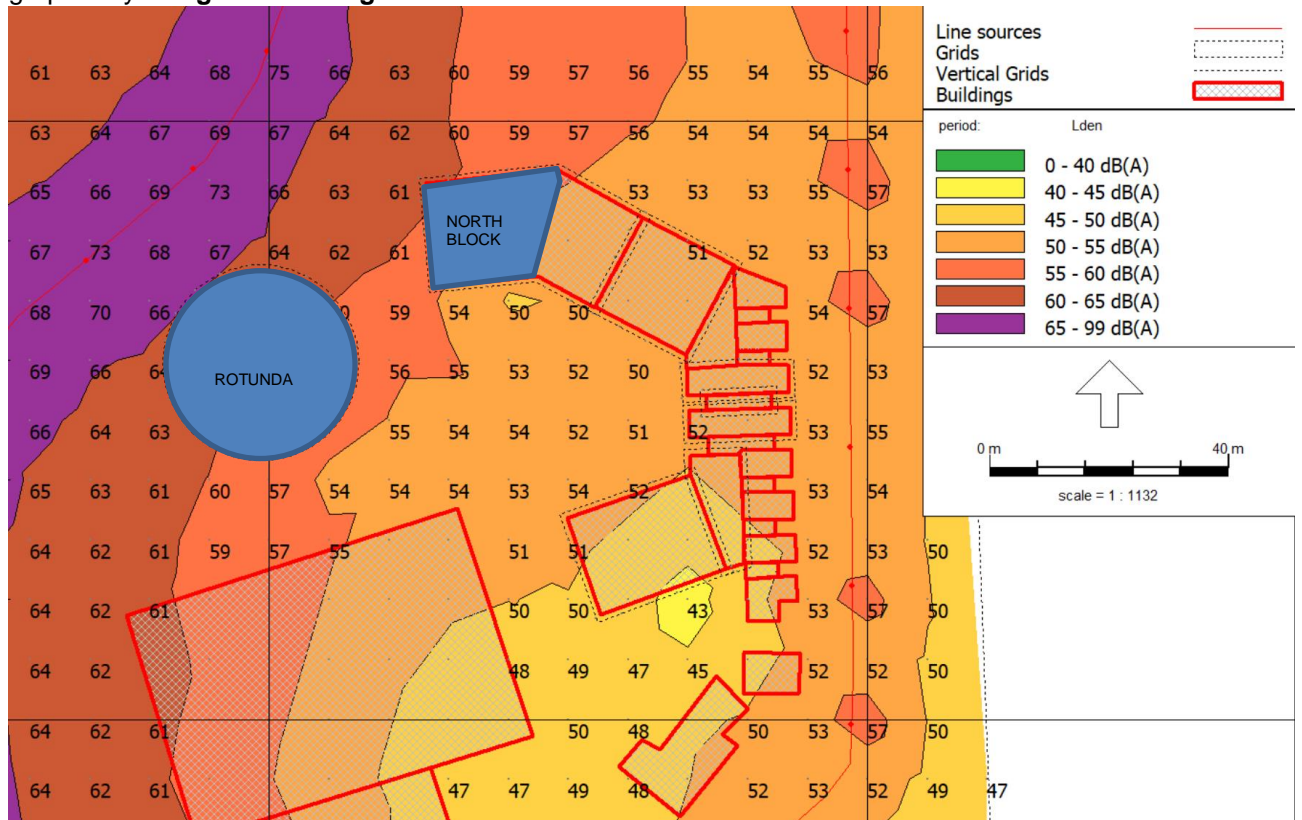 Line sources
Grids
Vertical Grids
Buildings
period: Lden
0 - 40 dB(A)
40 - 45 dB(A)
45 - 50 dB(A)
50 - 55 dB(A)
55 - 60 dB(A)
60 - 65 dB(A)
65 - 99 dB(A)
0 m 40 m
scale = 1 : 1132
61 63 64 68 75 66 63 60 59 57 56 55 54 55 56
63 64 67 69 67 64 62 60 59 57 56 54 54 54 54
65 66 69 73 66 63 61 53 53 53 55 57
NORTH
BLOCK
67 73 68 67 64 62 61 51 52 53 53
68 70 66 59 54 50 50 54 57
69 66 56 55 53 52 50 52 53
ROTUNDA
66 64 63 55 54 54 52 51 52 53 55
65 63 61 60 57 54 54 54 53 54 52 53 54
64 62 61 59 57 55 51 51 52 53 50
64 62 61 50 50 43 53 57 50
64 62 48 49 47 45 52 52 50
64 62 61 50 48 50 53 57 50
64 62 61 47 47 49 48 52 53 52 49 47